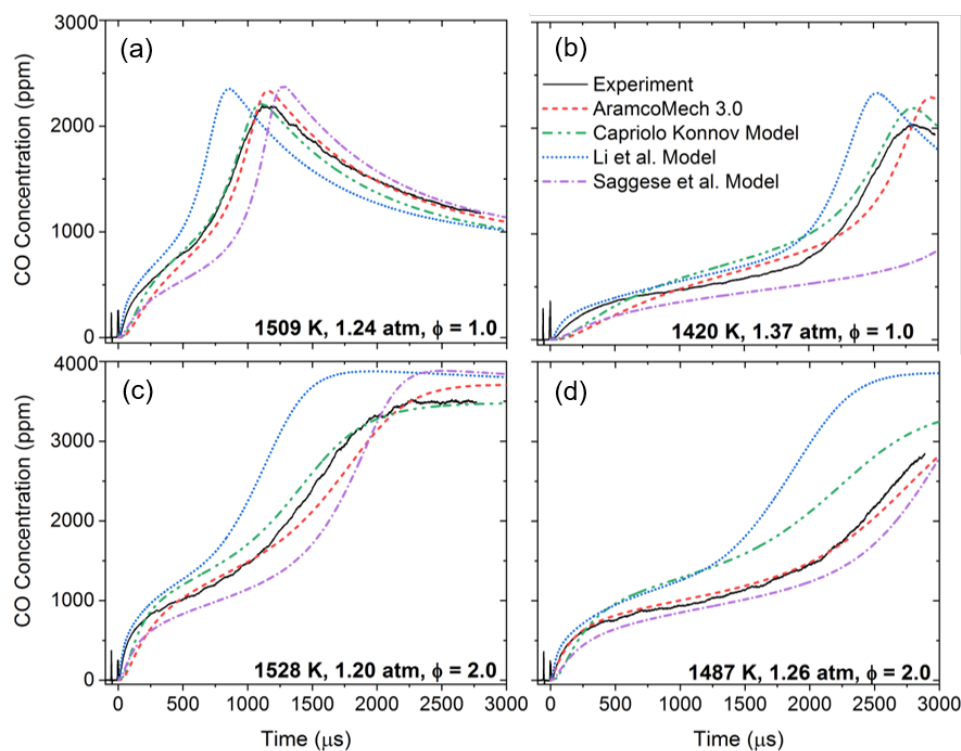 (a)
(b)
3000
2000
1000
0
CO Concentration (ppm)
Experiment
AramcoMech 3.0
Capriolo Konnov Model
Li et al. Model
Saggese et al. Model
1509 K, 1.24 atm, ϕ = 1.0
1420 K, 1.37 atm, ϕ = 1.0
(c)
(d)
4000
3000
2000
1000
0
CO Concentration (ppm)
1528 K, 1.20 atm, ϕ = 2.0
1487 K, 1.26 atm, ϕ = 2.0
0 500 1000 1500 2000 2500 3000
0 500 1000 1500 2000 2500 3000
Time (μs)
Time (μs)